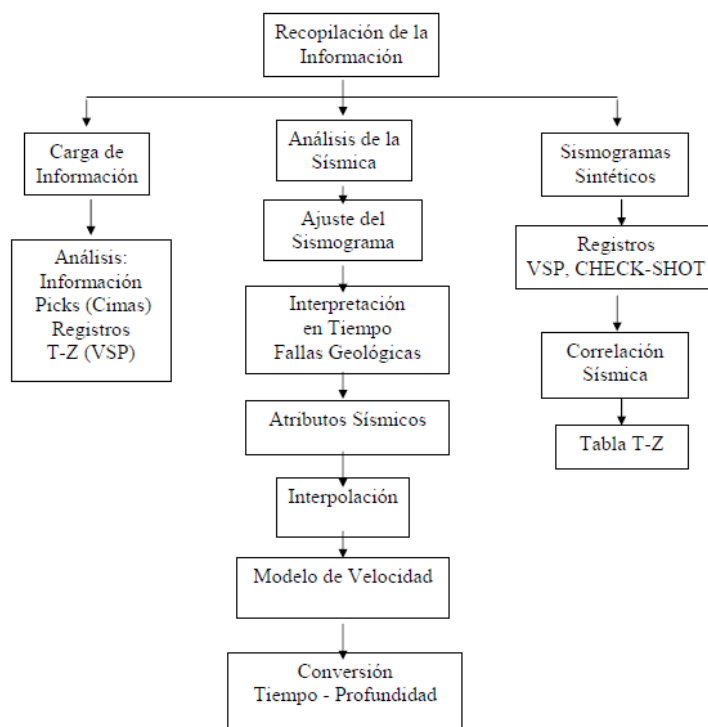 Recopilación de la
Información
Carga de
Información
Análisis de la
Sísmica
Sismogramas
Sintéticos
Ajuste del
Sismograma
Análisis:
Información
Picks (Cimas)
Registros
T-Z (VSP)
Registros
VSP, CHECK-SHOT
Interpretación
en Tiempo
Fallas Geológicas
Correlación
Sísmica
Atributos Sísmicos
Tabla T-Z
Interpolación
Modelo de Velocidad
Conversión
Tiempo - Profundidad